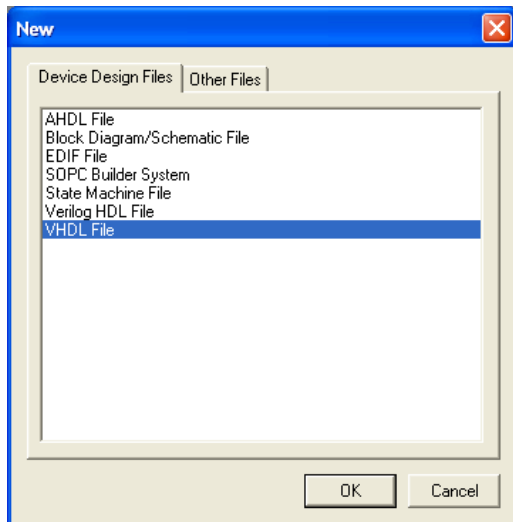 New
Device Design Files Other Files
AHDL File
Block Diagram/Schematic File
EDIF File
SOPC Builder System
State Machine File
Verilog HDL File
VHDL File
OK Cancel